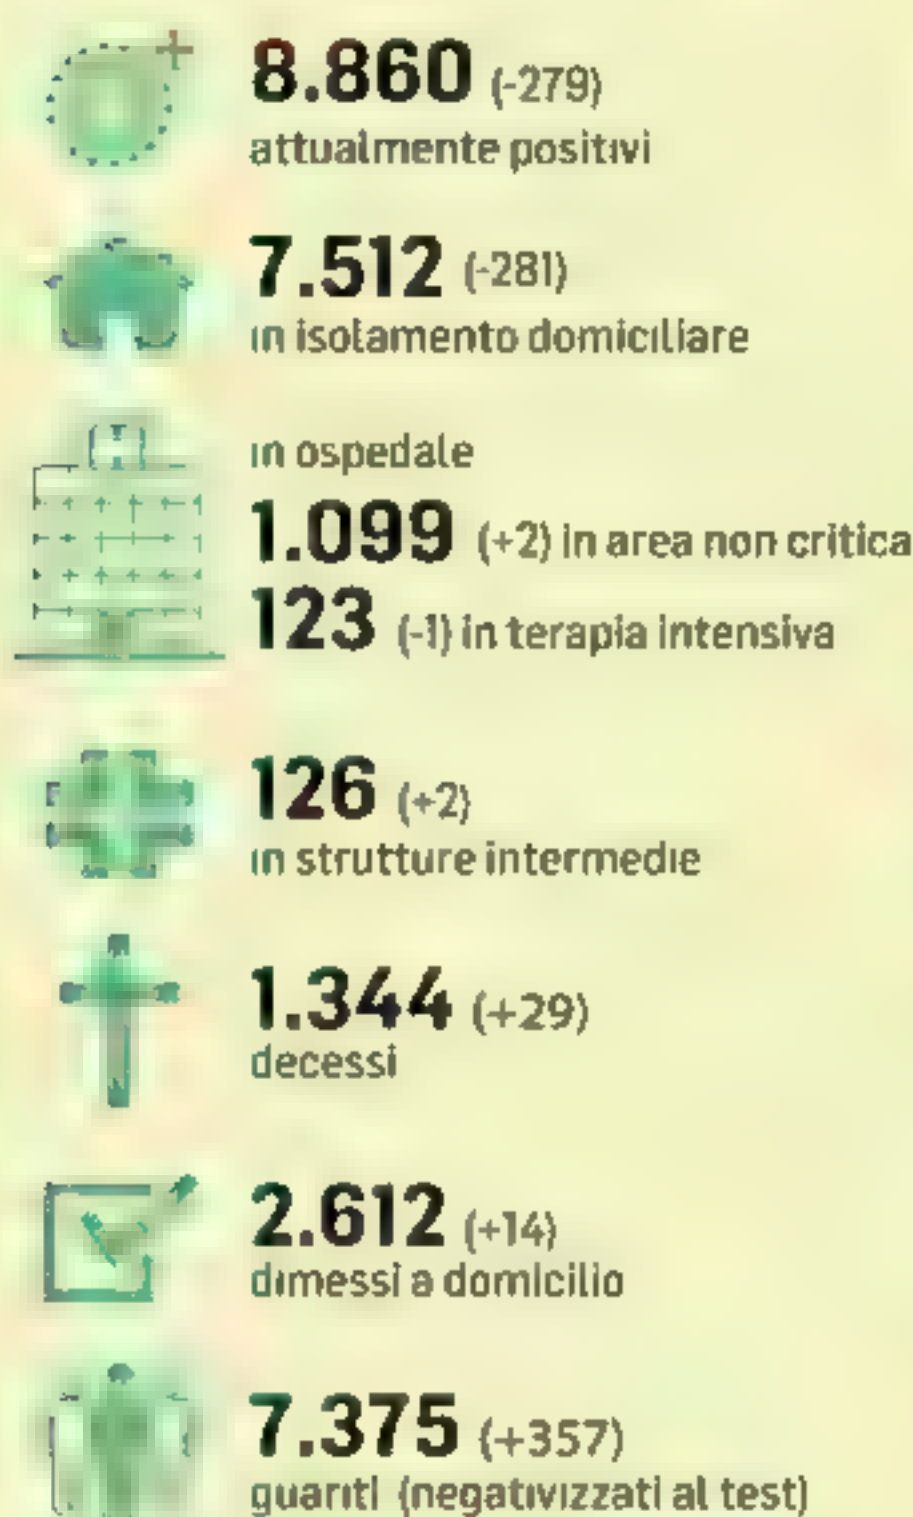 8.860 (-279)
attualmente positivi
7.512 (-281)
in isolamento domiciliare
in ospedale
1.099 (+2) in area non critica
123 (-1) in terapia intensiva
126 (+2)
in strutture intermedie
1.344 (+29)
decessi
2.612 (+14)
dimessi a domicilio
7.375 (+357)
guariti (negativizzati al test)